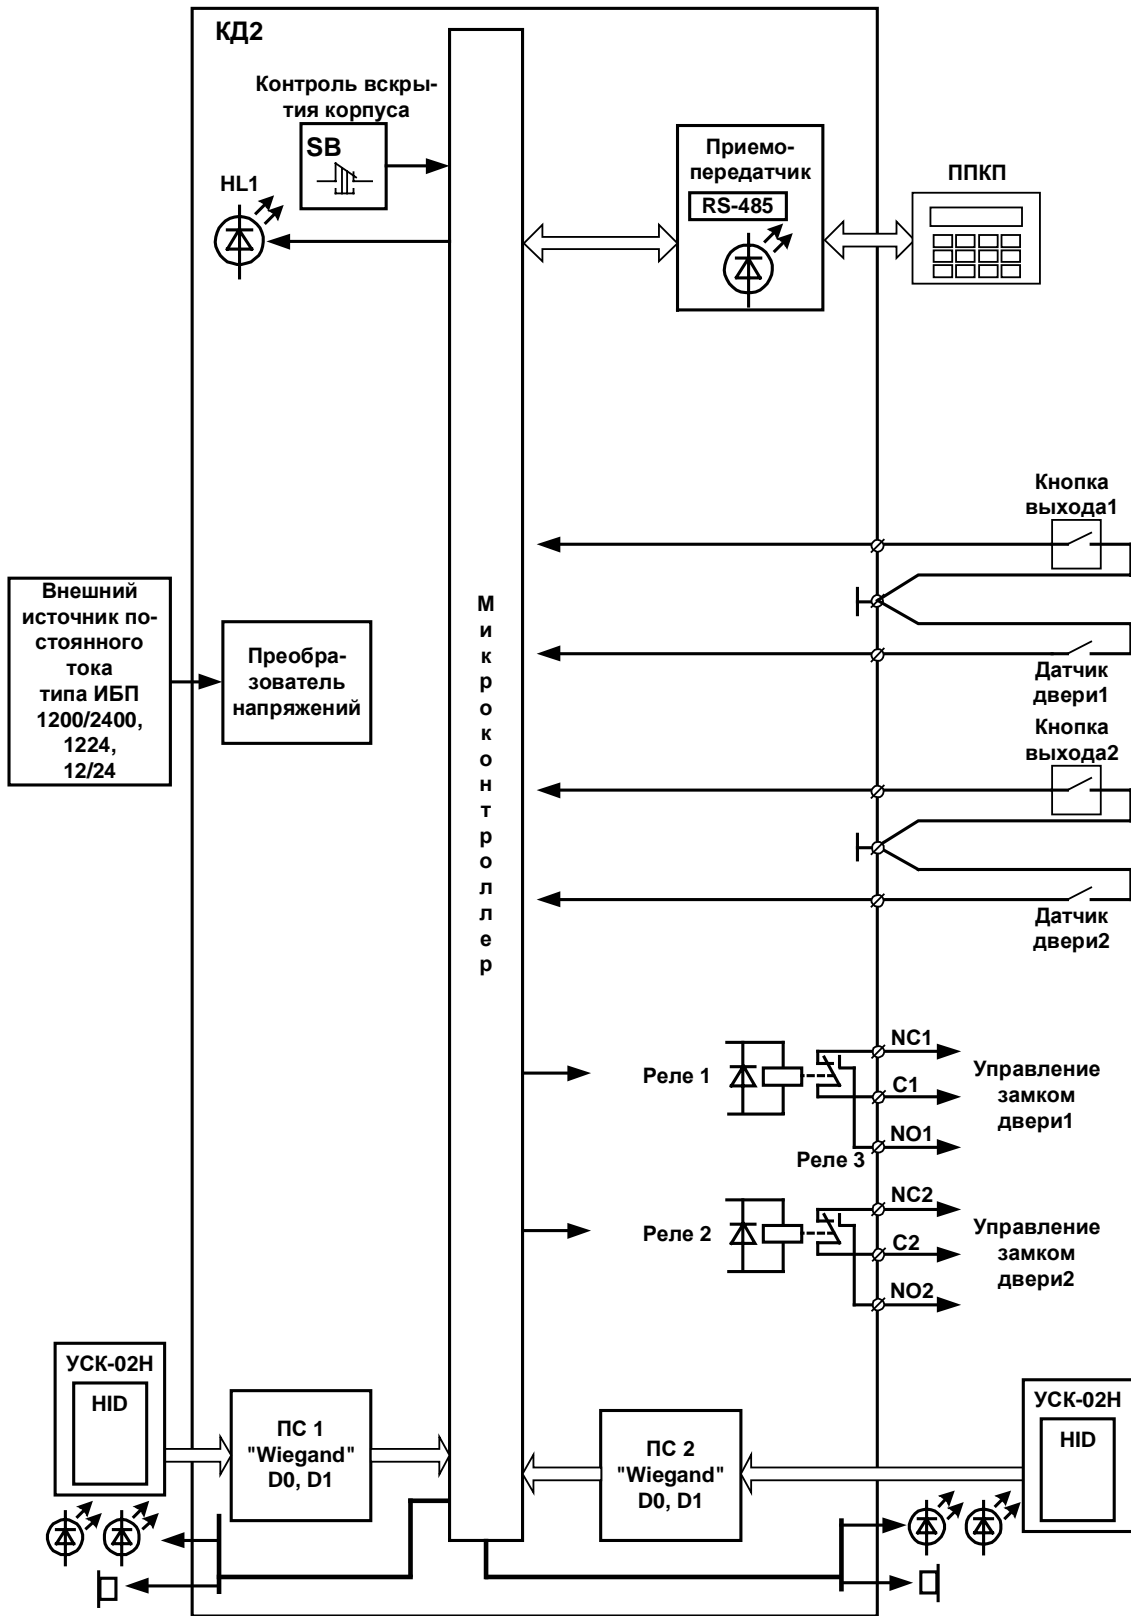 КД2
Контроль вскры-
тия корпуса
SB
HL1
Приемо-
передатчик
RS-485
ППКП
Кнопка
выхода1
Датчик
двери1
Кнопка
выхода2
Датчик
двери2
Внешний
источник по-
стоянного
тока
типа ИБП
1200/2400,
1224,
12/24
Преобра-
зователь
напряжений
М
и
к
р
о
к
о
н
т
р
о
л
л
е
р
Реле 1
NC1
C1
NO1
Управление
замком
двери1
Реле 3
Реле 2
NC2
C2
NO2
Управление
замком
двери2
УСК-02Н
HID
ПС 1
"Wiegand"
D0, D1
ПС 2
"Wiegand"
D0, D1
УСК-02Н
HID